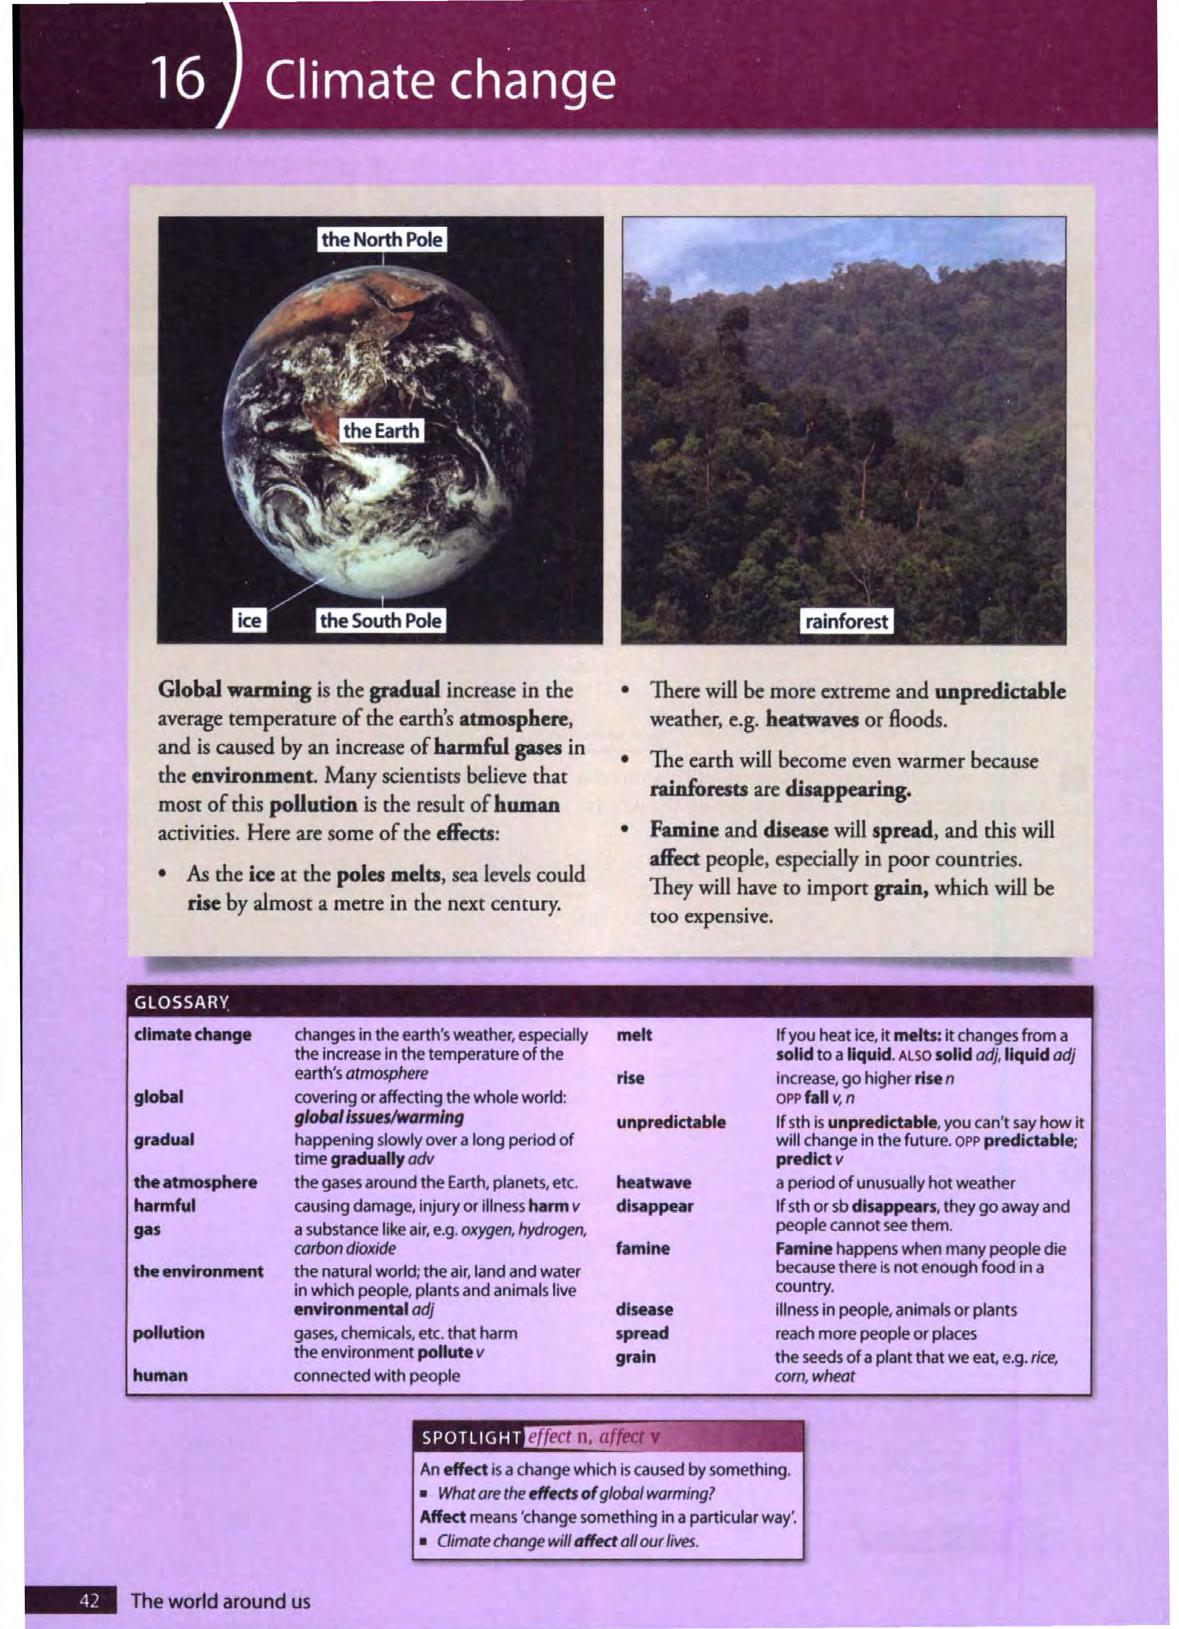 16 Climate change
the North Pole
the Earth
ice
the South Pole
rainforest
Global warming is the gradual increase in the
average temperature of the earth's atmosphere,
and is caused by an increase of harmful gases in
the environment. Many scientists believe that
most of this pollution is the result of human
activities. Here are some of the effects:
• As the ice at the poles melts, sea levels could
rise by almost a metre in the next century.
• There will be more extreme and unpredictable
weather, e.g. heatwaves or floods.
• The earth will become even warmer because
rainforests are disappearing.
• Famine and disease will spread, and this will
affect people, especially in poor countries.
They will have to import grain, which will be
too expensive.
GLOSSARY
climate change changes in the earth's weather, especially
the increase in the temperature of the
earth's atmosphere
global covering or affecting the whole world:
global issues/warming
gradual happening slowly over a long period of
time gradually adv
the atmosphere the gases around the Earth, planets, etc.
harmful causing damage, injury or illness harm v
gas a substance like air, e.g. oxygen, hydrogen,
carbon dioxide
the environment the natural world; the air, land and water
in which people, plants and animals live
environmental adj
pollution gases, chemicals, etc. that harm
the environment pollute v
human connected with people
melt If you heat ice, it melts: it changes from a
solid to a liquid. ALSO solid adj, liquid adj
rise increase, go higher rise n
OPP fall v, n
unpredictable If sth is unpredictable, you can't say how it
will change in the future. OPP predictable;
predict v
heatwave a period of unusually hot weather
disappear If sth or sb disappears, they go away and
people cannot see them.
famine Famine happens when many people die
because there is not enough food in a
country.
disease illness in people, animals or plants
spread reach more people or places
grain the seeds of a plant that we eat, e.g. rice,
corn, wheat
SPOTLIGHT effect n, affect v
An effect is a change which is caused by something.
▪ What are the effects of global warming?
Affect means 'change something in a particular way'.
▪ Climate change will affect all our lives.
42 The world around us